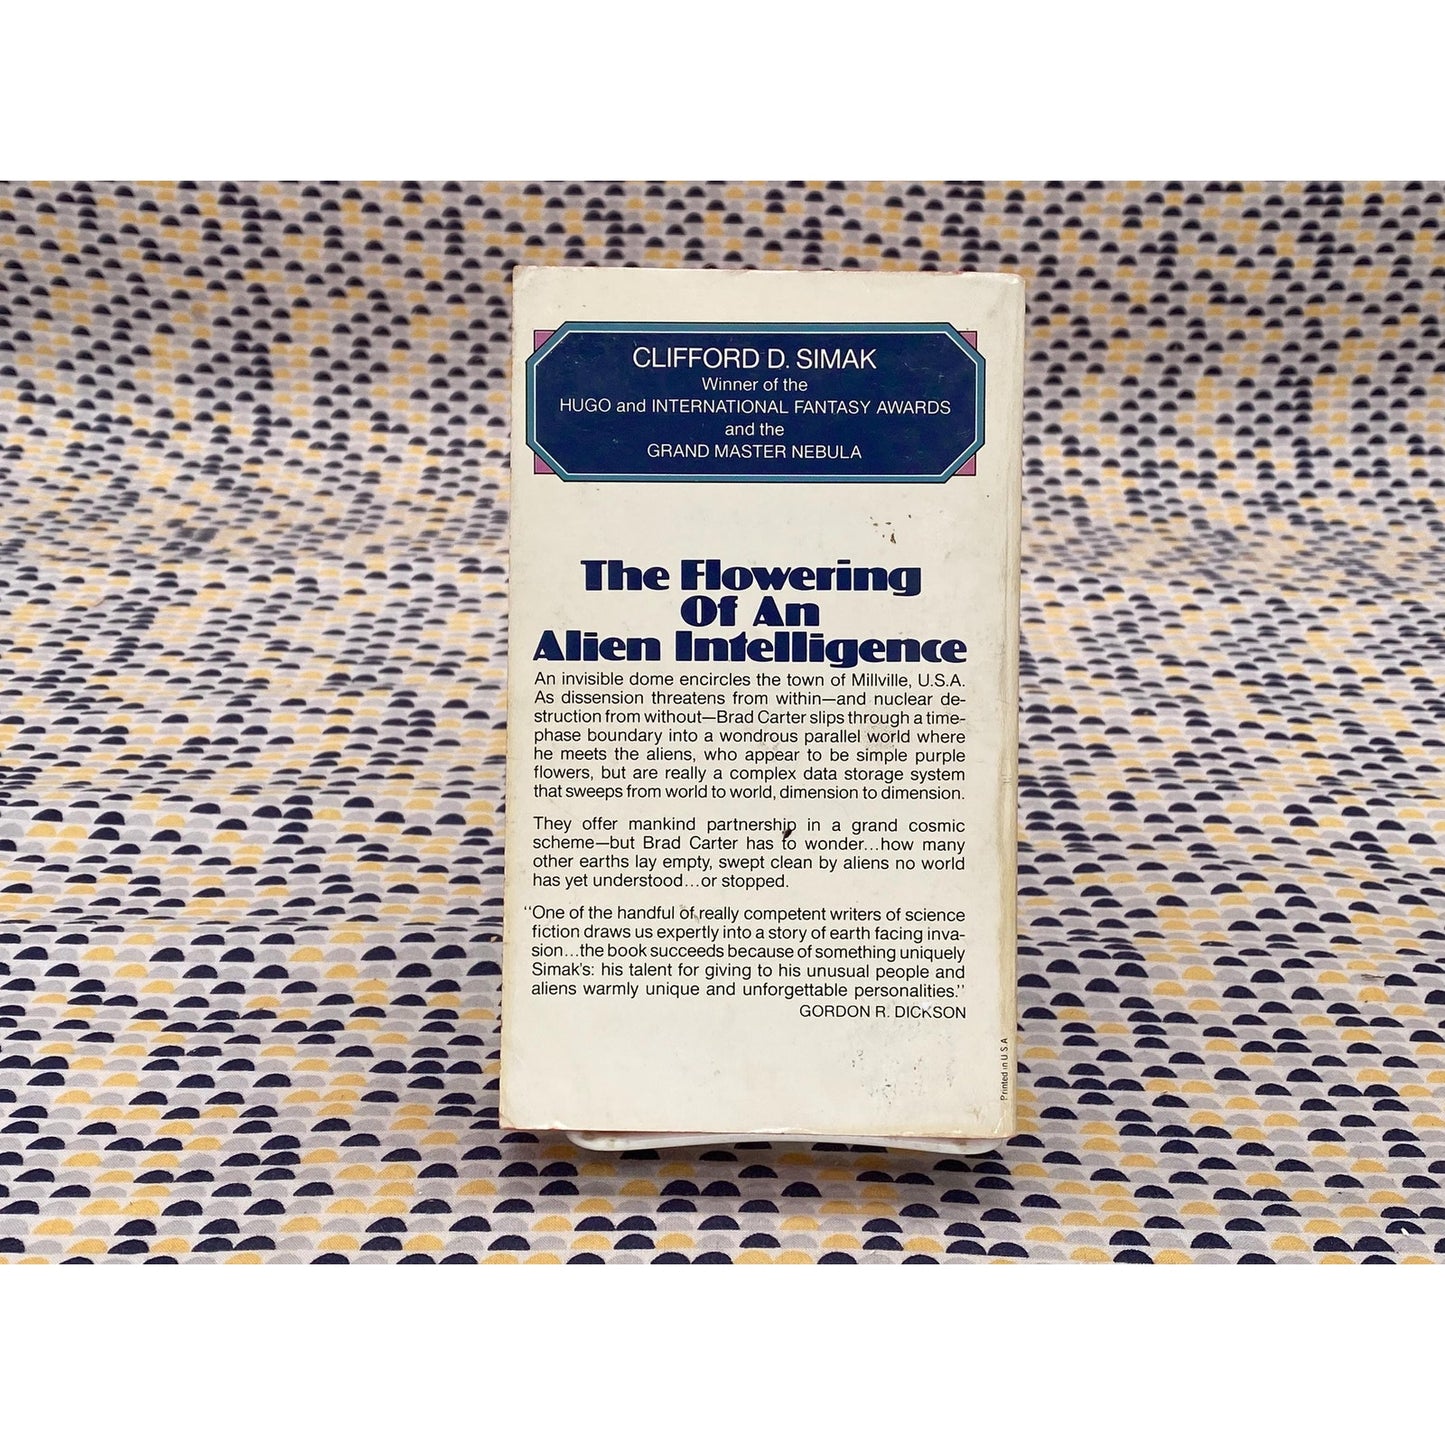 CLIFFORD D. SIMAK
Winner of the
HUGO and INTERNATIONAL FANTASY AWARDS
and the
GRAND MASTER NEBULA
The Flowering
Of An
Alien Intelligence
An invisible dome encircles the town of Millville, U.S.A.
As dissension threatens from within—and nuclear de-
struction from without—Brad Carter slips through a time-
phase boundary into a wondrous parallel world where
he meets the aliens, who appear to be simple purple
flowers, but are really a complex data storage system
that sweeps from world to world, dimension to dimension.
They offer mankind partnership in a grand cosmic
scheme—but Brad Carter has to wonder...how many
other earths lay empty, swept clean by aliens no world
has yet understood...or stopped.
"One of the handful of really competent writers of science
fiction draws us expertly into a story of earth facing inva-
sion...the book succeeds because of something uniquely
Simak's: his talent for giving to his unusual people and
aliens warmly unique and unforgettable personalities."
GORDON R. DICKSON
Printed in U.S.A